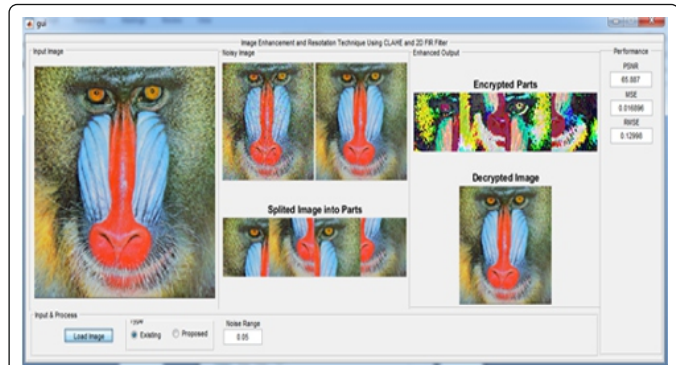 gui
Image Enhancement and Resolution Technique Using CLAHE and 2D FIR Filter
Input Image
Noisy Image
Splited Image into Parts
Enhanced Output
Encrypted Parts
Decrypted Image
Performance
PSNR
65.887
MSE
0.016896
RMSE
0.12998
Input & Process
Load Image
Type
Existing
Proposed
Noise Range
0.05